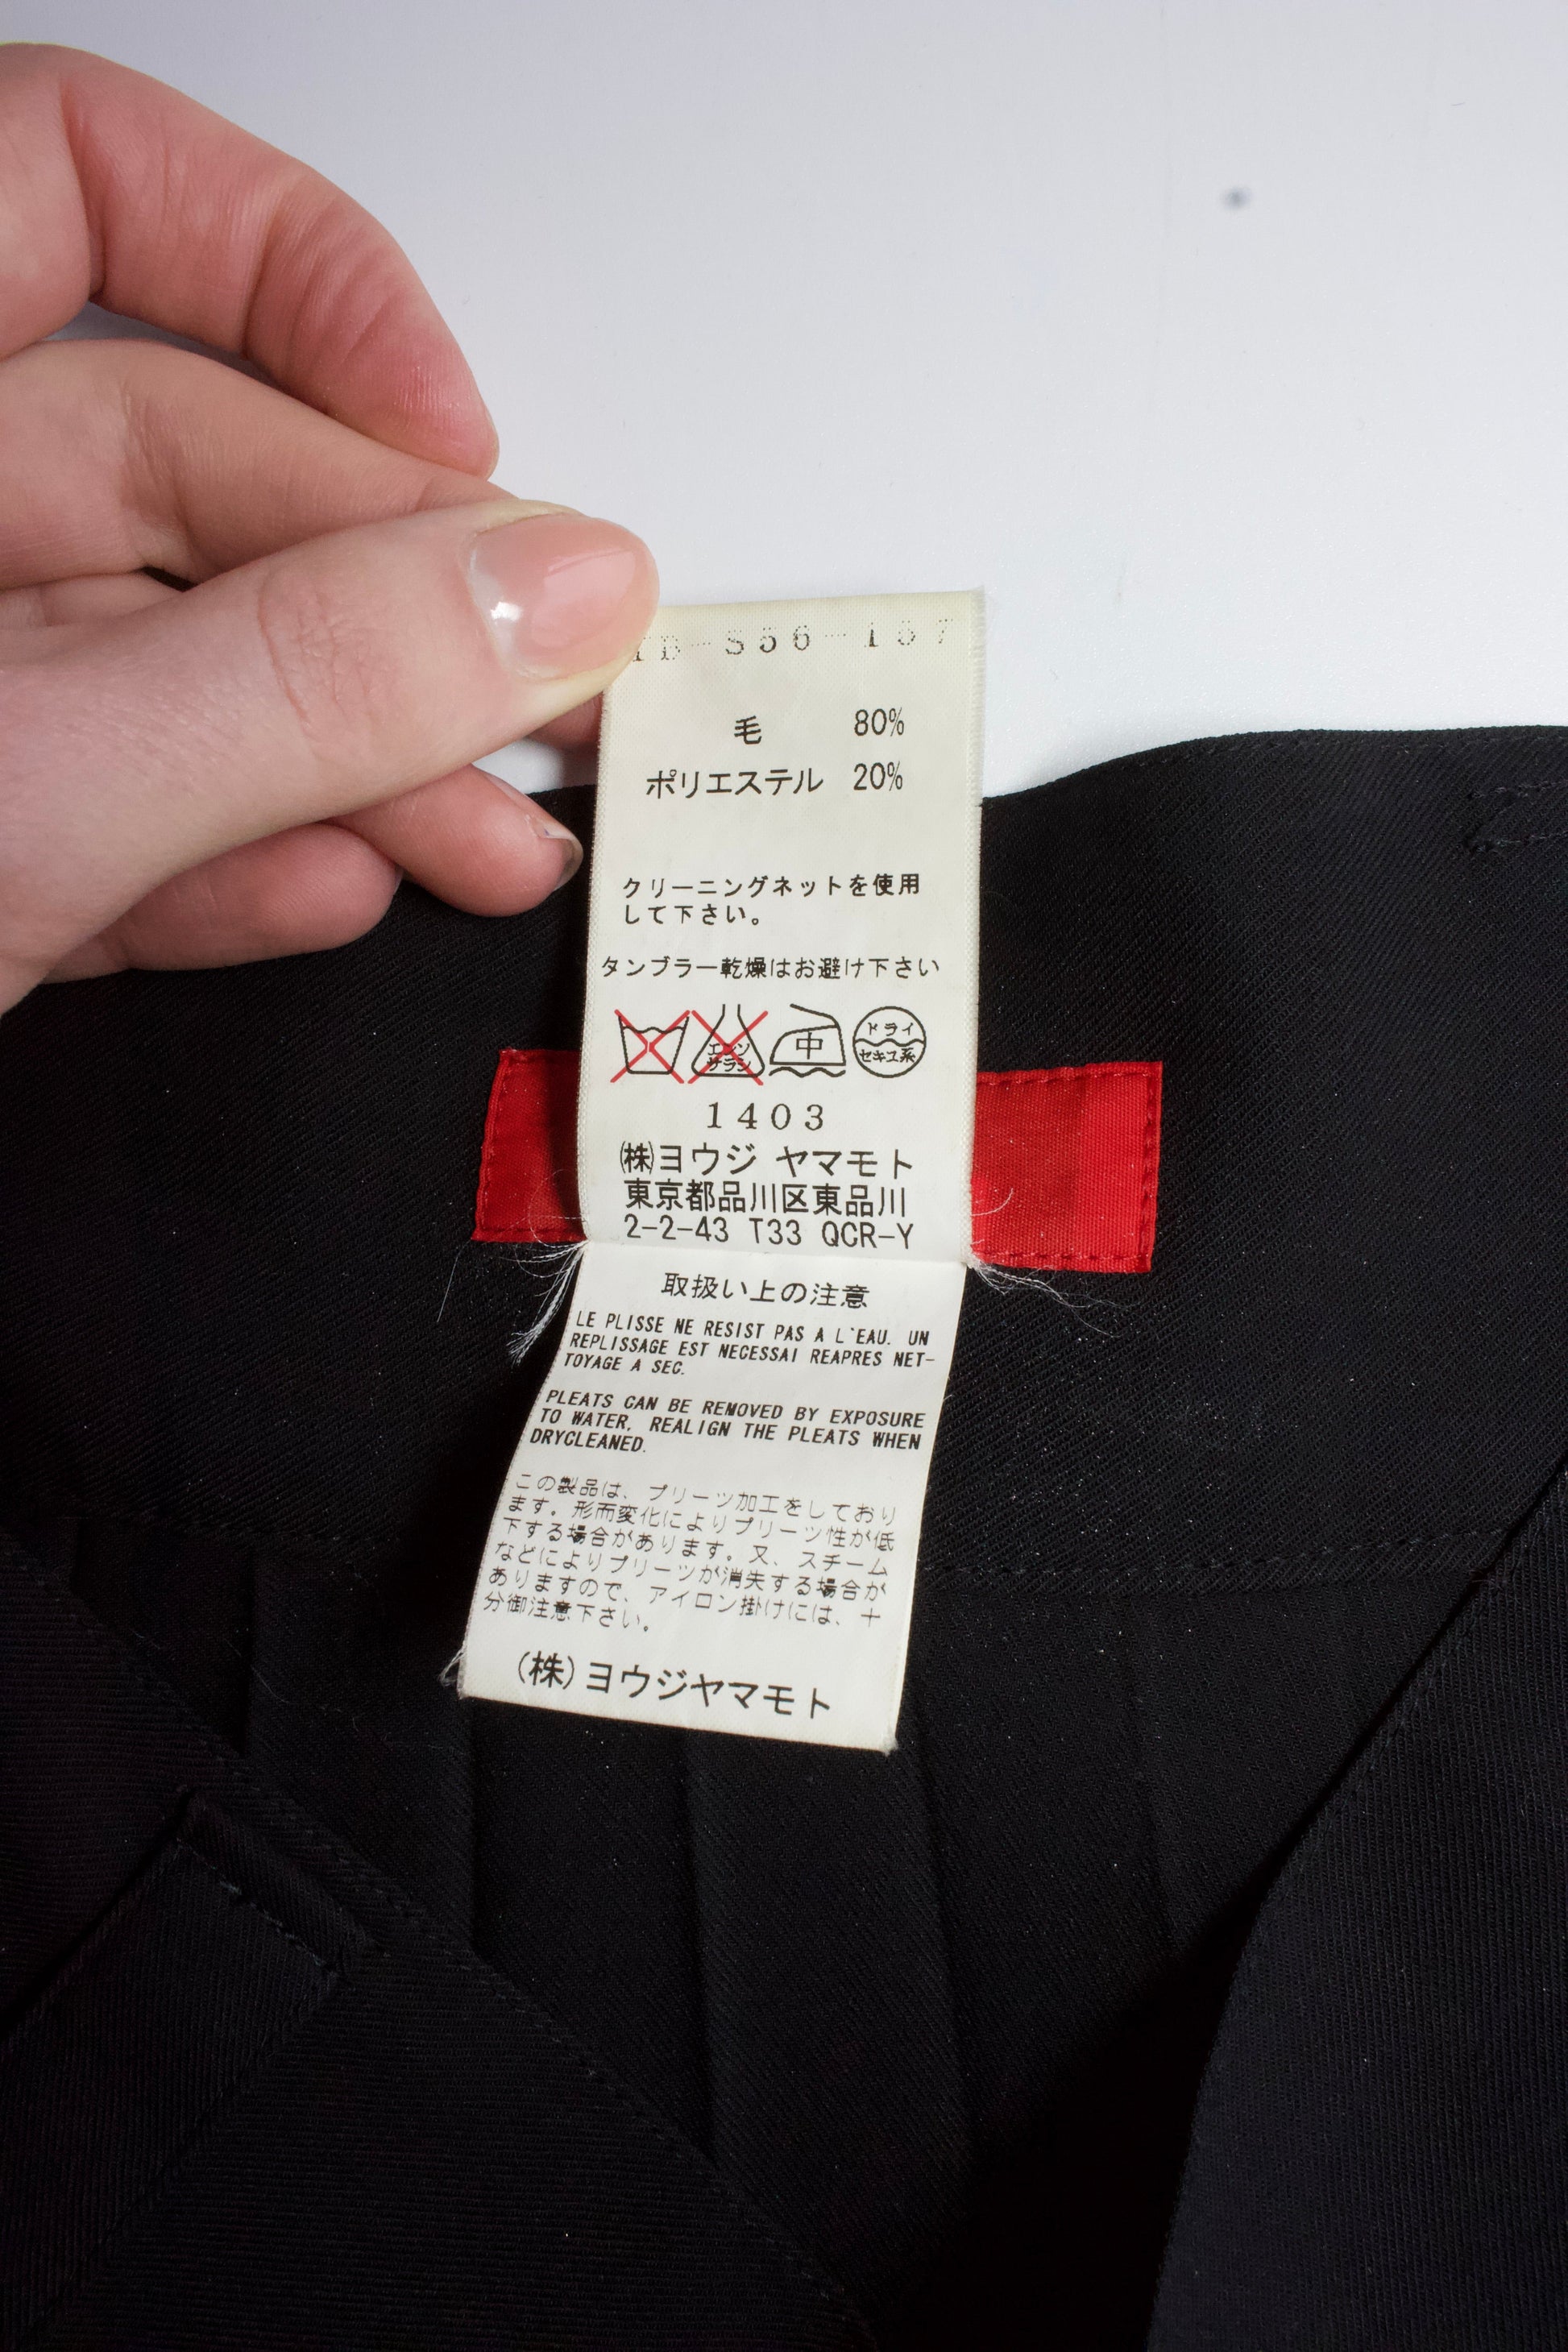 毛 80%
ポリエステル 20%
クリーニングネットを使用
して下さい。
タンブラー乾燥はお避け下さい
エンソ サラシ 中 ドライ セキユ系
1403
㈱ヨウジ ヤマモト
東京都品川区東品川
2-2-43 T33 QCR-Y
取扱い上の注意
LE PLISSE NE RESIST PAS A L`EAU. UN
REPLISSAGE EST NECESSAI REAPRES NET-
TOYAGE A SEC.
PLEATS CAN BE REMOVED BY EXPOSURE
TO WATER, REALIGN THE PLEATS WHEN
DRYCLEANED.
この製品は、プリーツ加工をしており
ます。形而変化によりプリーツ性が低
下する場合があります。又、スチーム
などによりプリーツが消失する場合が
ありますので、アイロン掛けには、十
分御注意下さい。
(株)ヨウジヤマモト